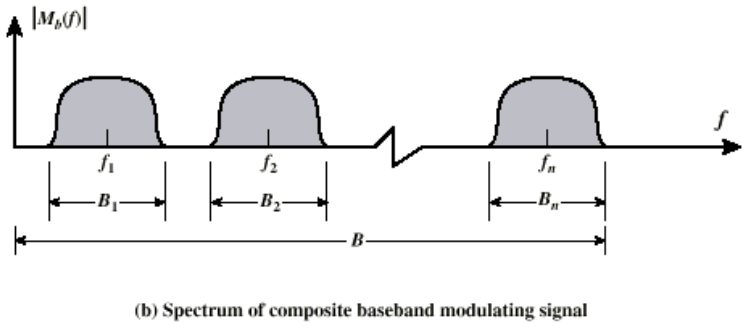 |M_b(f)|
f
f_1 f_2 f_n
B_1 B_2 B_n
B
(b) Spectrum of composite baseband modulating signal